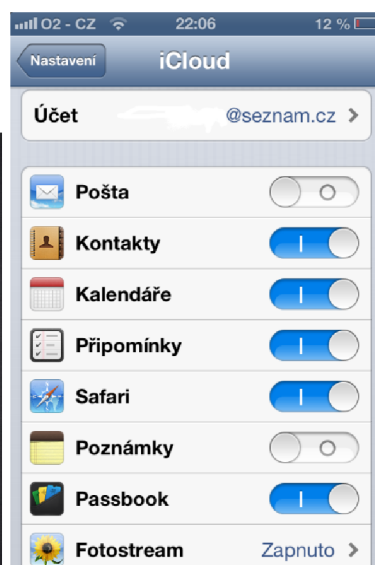 O2 - CZ 22:06 12 %
Nastavení iCloud
Účet @seznam.cz
Pošta
Kontakty
Kalendáře
Připomínky
Safari
Poznámky
Passbook
Fotostream Zapnuto